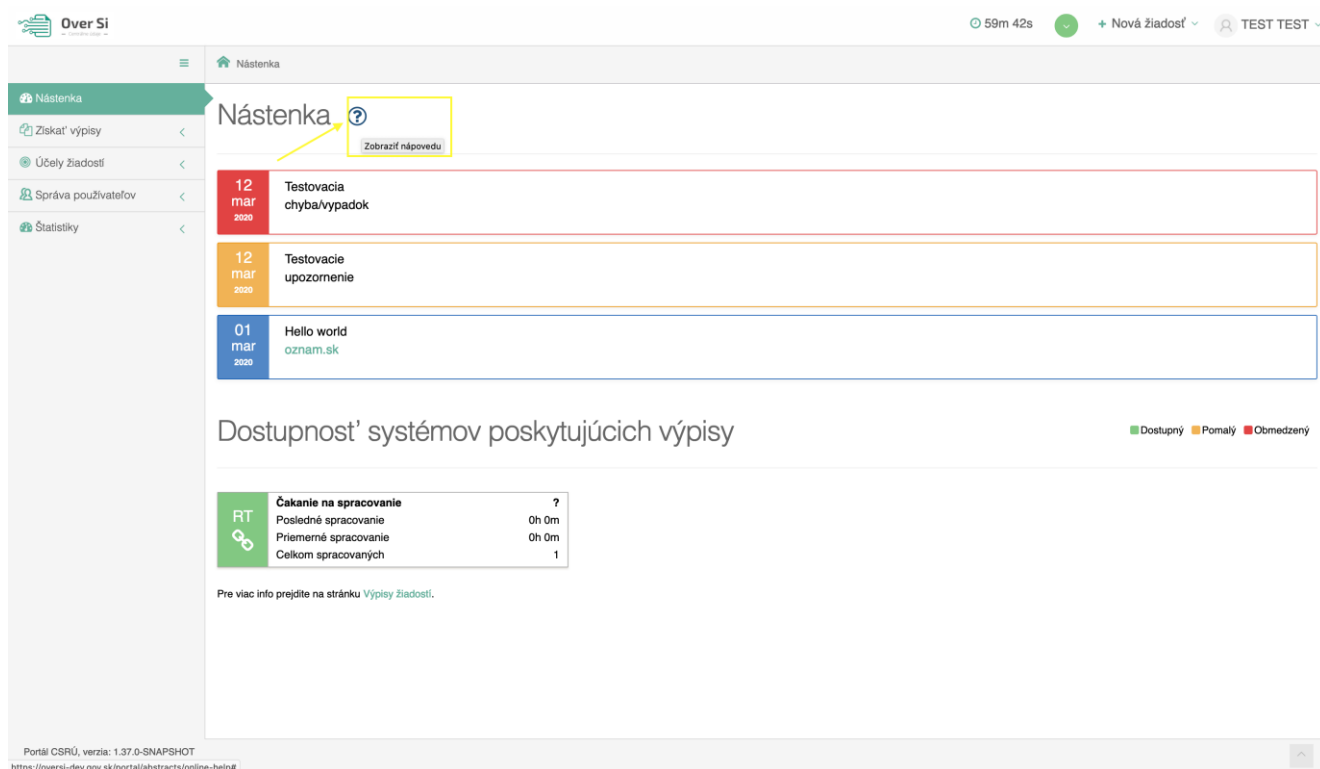 Over Si
59m 42s
+ Nová žiadosť
TEST TEST
Nástenka
Nástenka
Získať výpisy
Účely žiadostí
Správa používateľov
Štatistiky
Nástenka ?
Zobraziť nápovedu
12
mar
2020
Testovacia
chyba/vypadok
12
mar
2020
Testovacie
upozornenie
01
mar
2020
Hello world
oznam.sk
Dostupnosť systémov poskytujúcich výpisy
Dostupný Pomalý Obmedzený
RT
Čakanie na spracovanie ?
Posledné spracovanie 0h 0m
Priemerné spracovanie 0h 0m
Celkom spracovaných 1
Pre viac info prejdite na stránku Výpisy žiadostí.
Portál CSRÚ, verzia: 1.37.0-SNAPSHOT
https://oversi-dev.gov.sk/portal/abstracts/online-help#